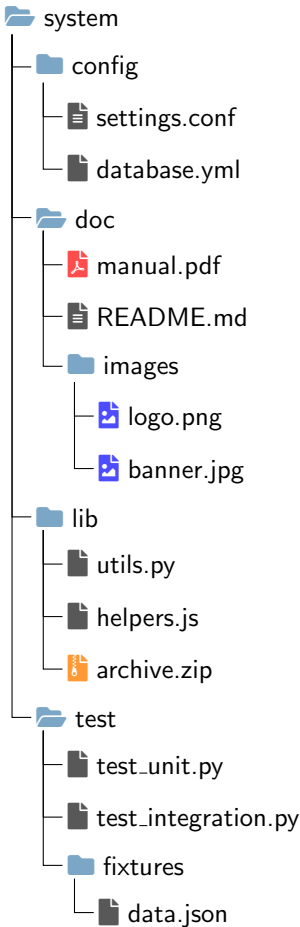 system
config
settings.conf
database.yml
doc
manual.pdf
README.md
images
logo.png
banner.jpg
lib
utils.py
helpers.js
archive.zip
test
test_unit.py
test_integration.py
fixtures
data.json